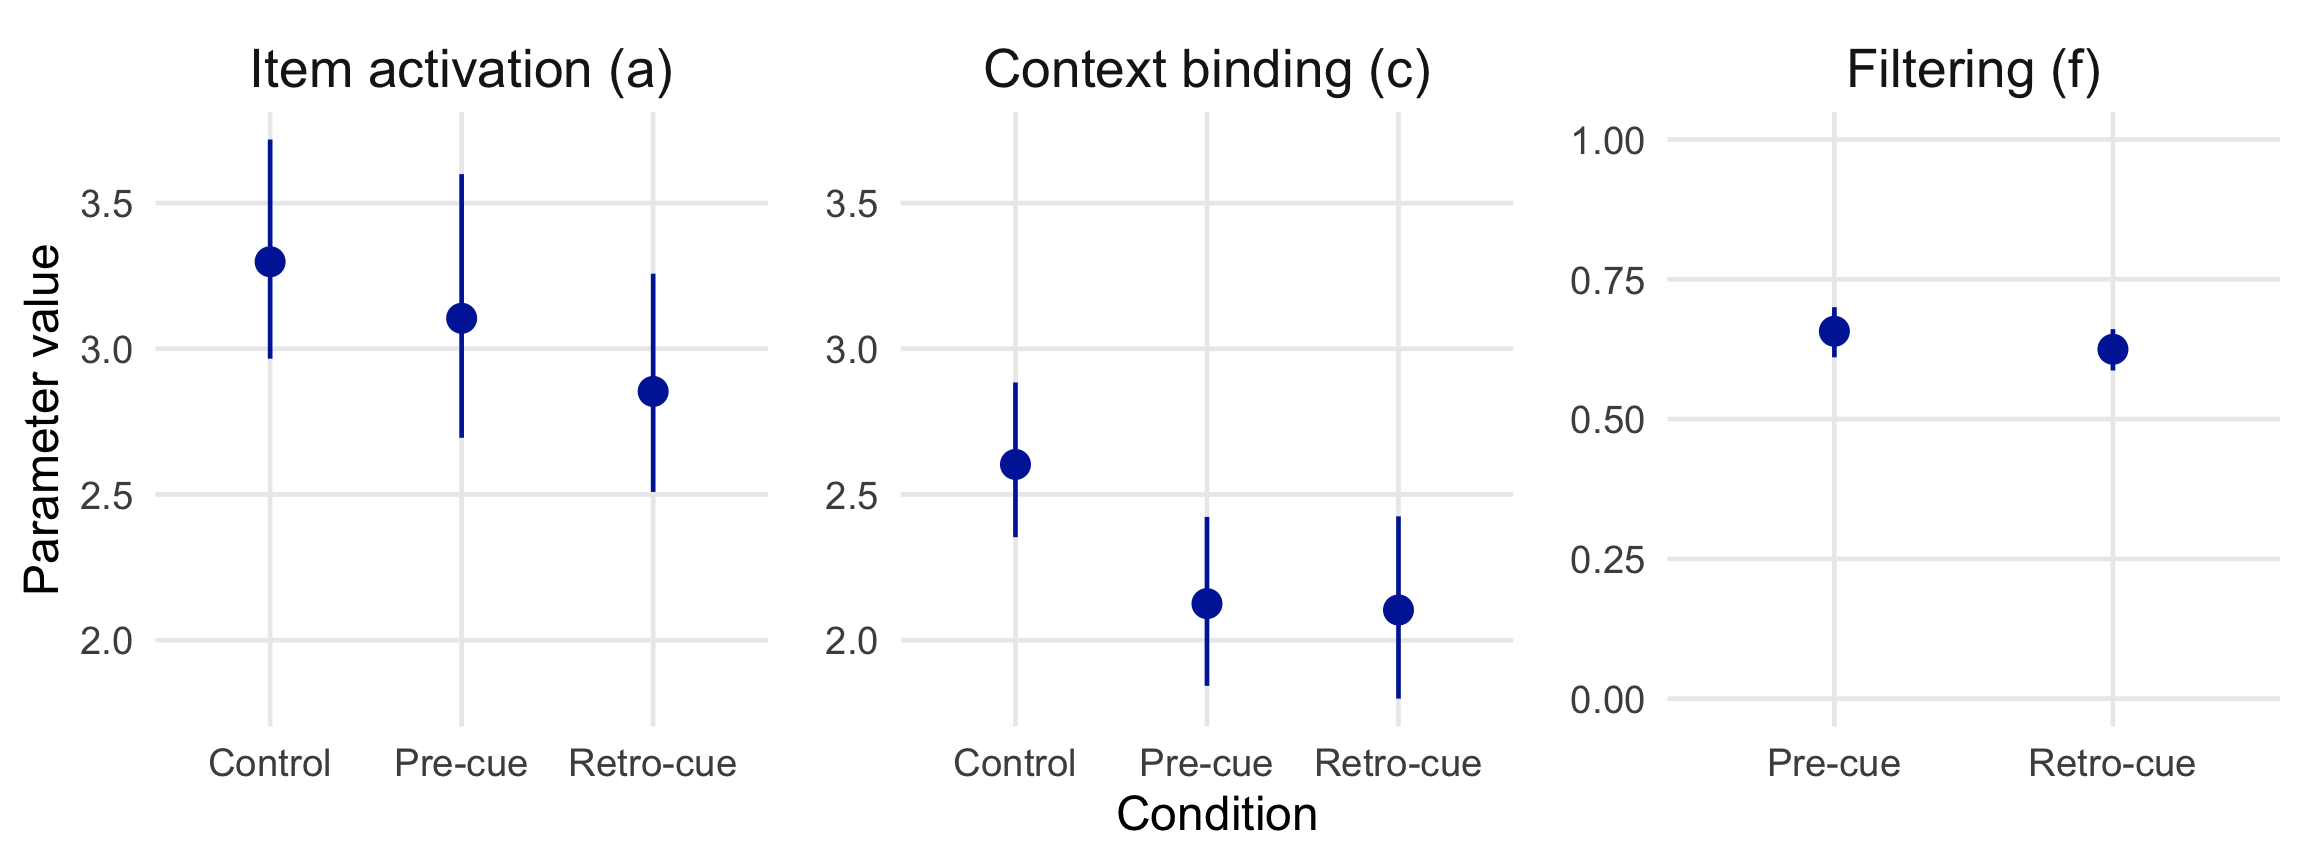 Item activation (a)
Context binding (c)
Filtering (f)
Parameter value
3.5
3.0
2.5
2.0
Control Pre-cue Retro-cue
3.5
3.0
2.5
2.0
Control Pre-cue Retro-cue
1.00
0.75
0.50
0.25
0.00
Pre-cue Retro-cue
Condition